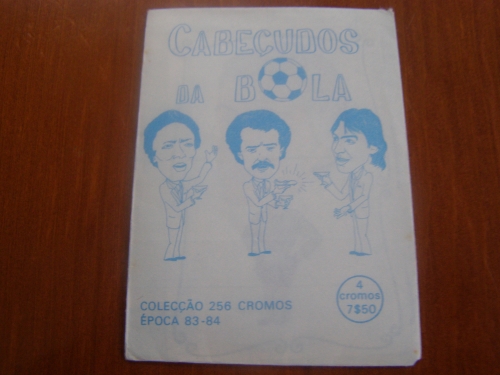 CABEÇUDOS
DA BOLA
COLECÇÃO 256 CROMOS
ÉPOCA 83-84
4
cromos
7$50